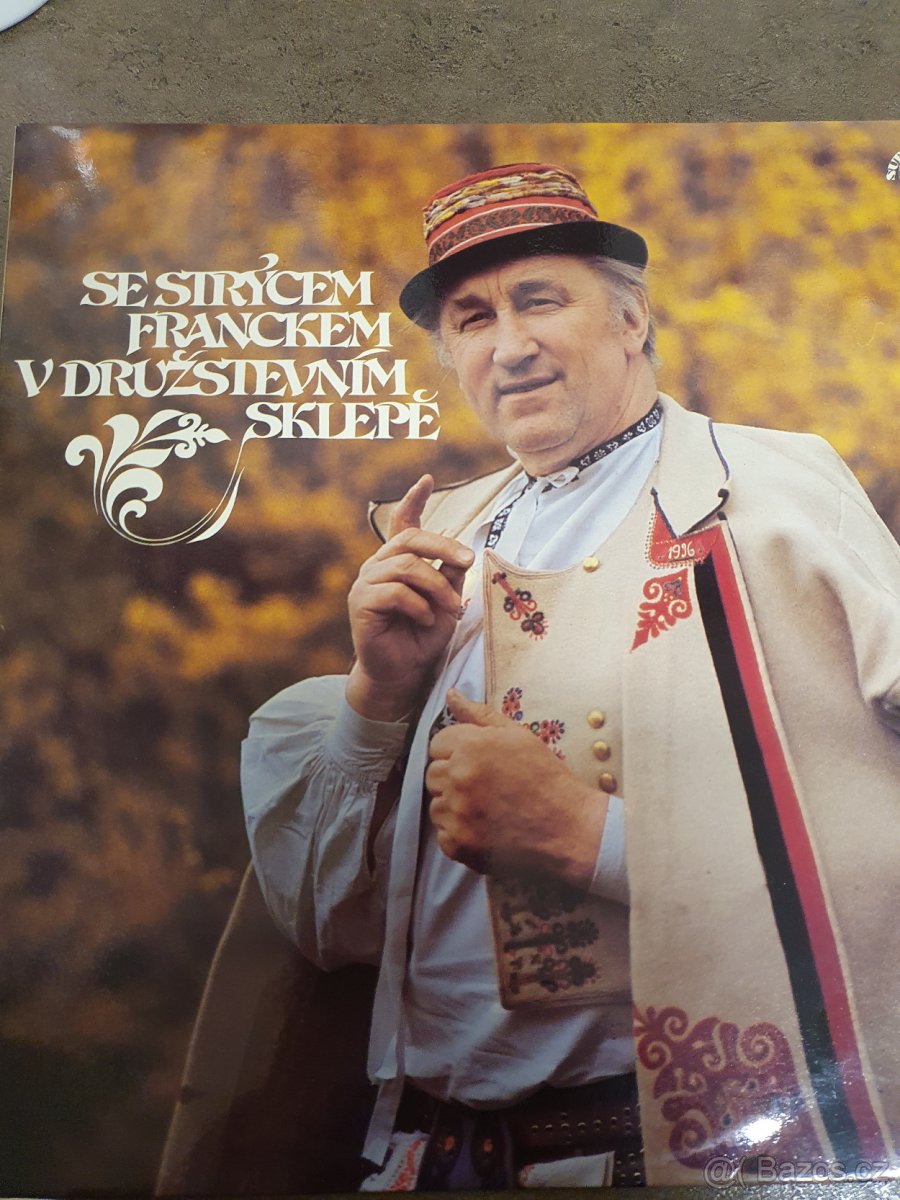 SE STRÝCEM
FRANCKEM
V DRUŽSTEVNÍM
SKLEPĚ
1936
@( Bazos.cz